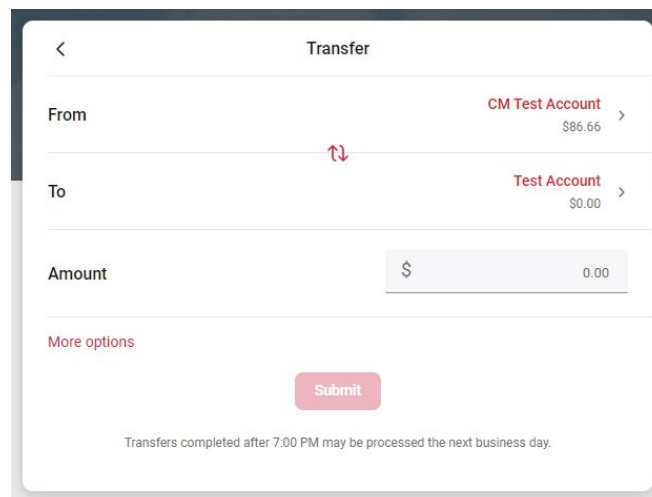 Transfer
From
CM Test Account
$86.66
To
Test Account
$0.00
Amount
$ 0.00
More options
Submit
Transfers completed after 7:00 PM may be processed the next business day.